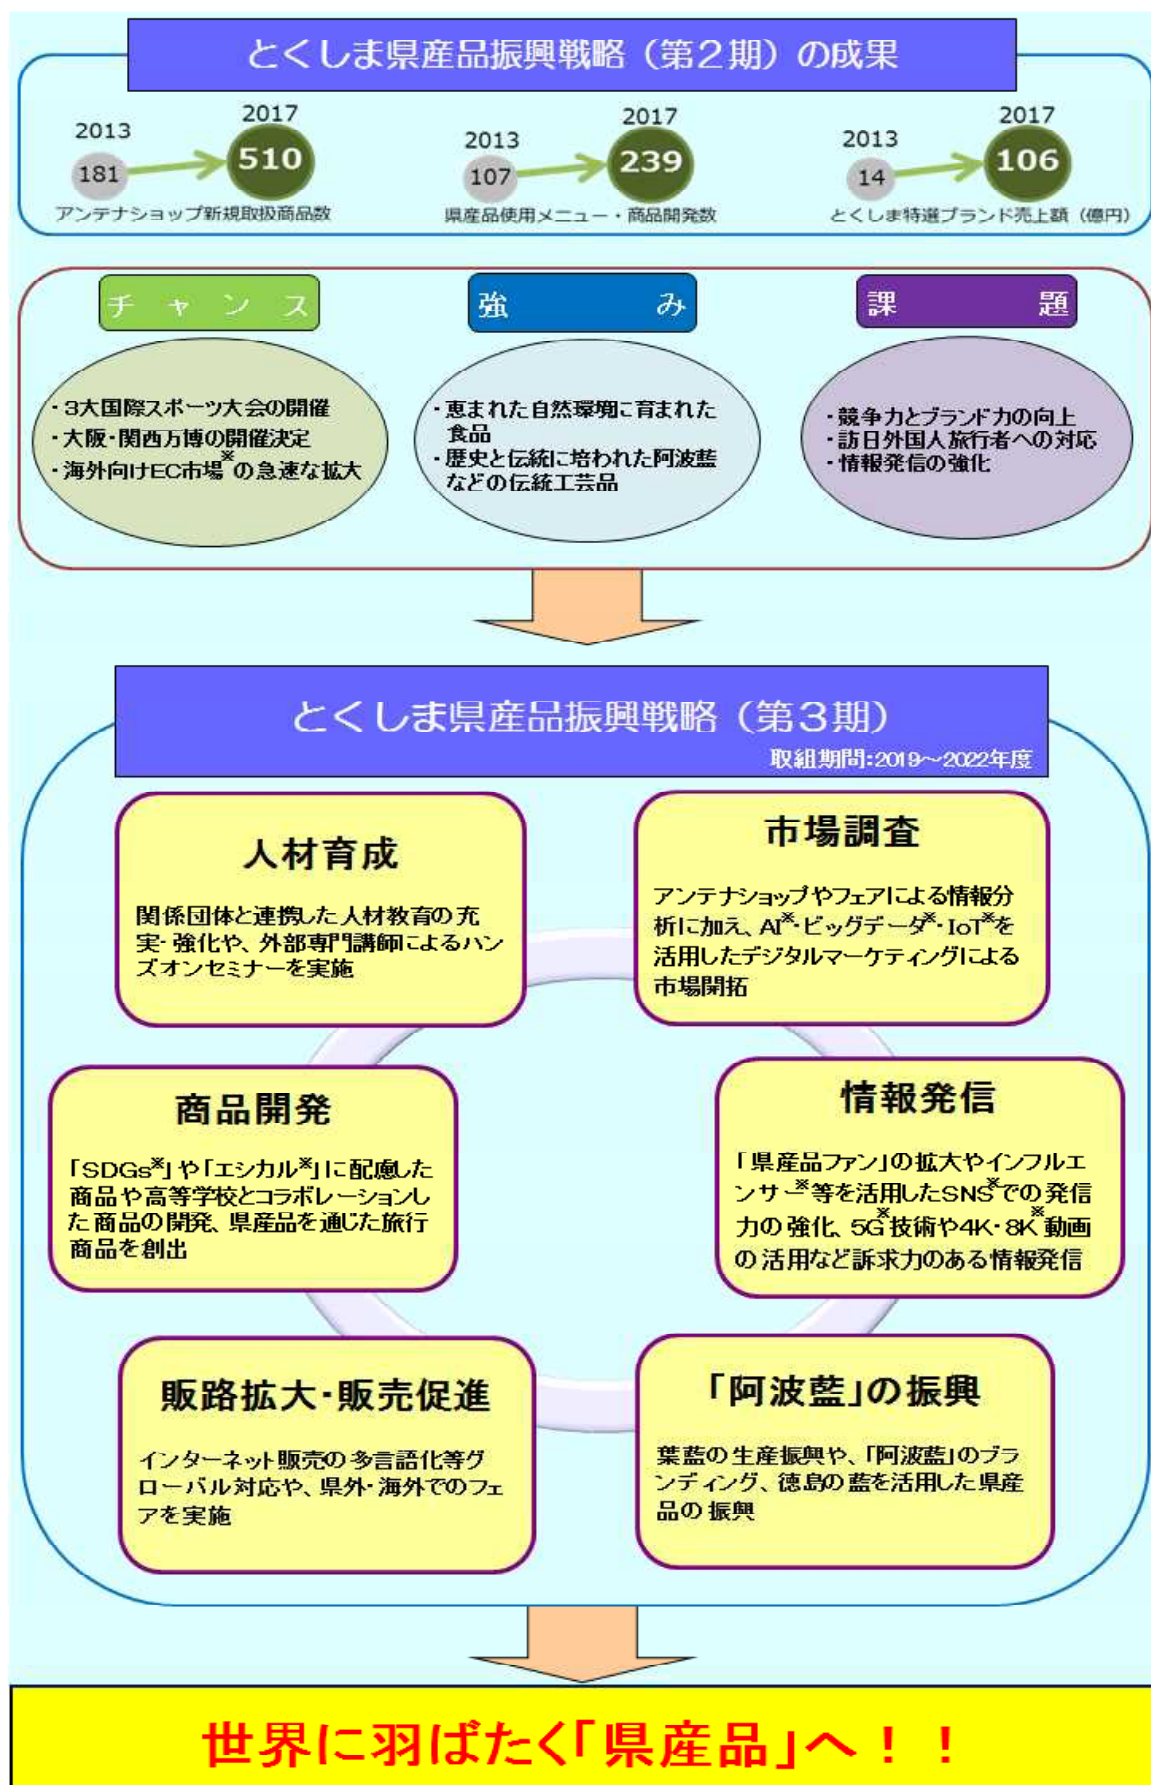 とくしま県産品振興戦略（第２期）の成果
2013
181
2017
510
アンテナショップ新規取扱商品数
2013
107
2017
239
県産品使用メニュー・商品開発数
2013
14
2017
106
とくしま特選ブランド売上額（億円）
チャンス
・3大国際スポーツ大会の開催
・大阪・関西万博の開催決定
・海外向けEC市場※の急速な拡大
強み
・恵まれた自然環境に育まれた
食品
・歴史と伝統に培われた阿波藍
などの伝統工芸品
課題
・競争力とブランド力の向上
・訪日外国人旅行者への対応
・情報発信の強化
とくしま県産品振興戦略（第３期）
取組期間：2019～2022年度
人材育成
関係団体と連携した人材教育の充
実・強化や、外部専門講師によるハン
ズオンセミナーを実施
市場調査
アンテナショップやフェアによる情報分
析に加え、AI※・ビッグデータ※・IoT※を
活用したデジタルマーケティングによる
市場開拓
商品開発
「SDGs※」や「エシカル※」に配慮した
商品や高等学校とコラボレーションし
た商品の開発、県産品を通じた旅行
商品を創出
情報発信
「県産品ファン」の拡大やインフルエ
ンサー※等を活用したSNS※での発信
力の強化、5G※技術や4K・8K※動画
の活用など訴求力のある情報発信
販路拡大・販売促進
インターネット販売の多言語化等グ
ローバル対応や、県外・海外でのフェ
アを実施
「阿波藍」の振興
葉藍の生産振興や、「阿波藍」のブラ
ンディング、徳島の藍を活用した県産
品の振興
世界に羽ばたく「県産品」へ！！